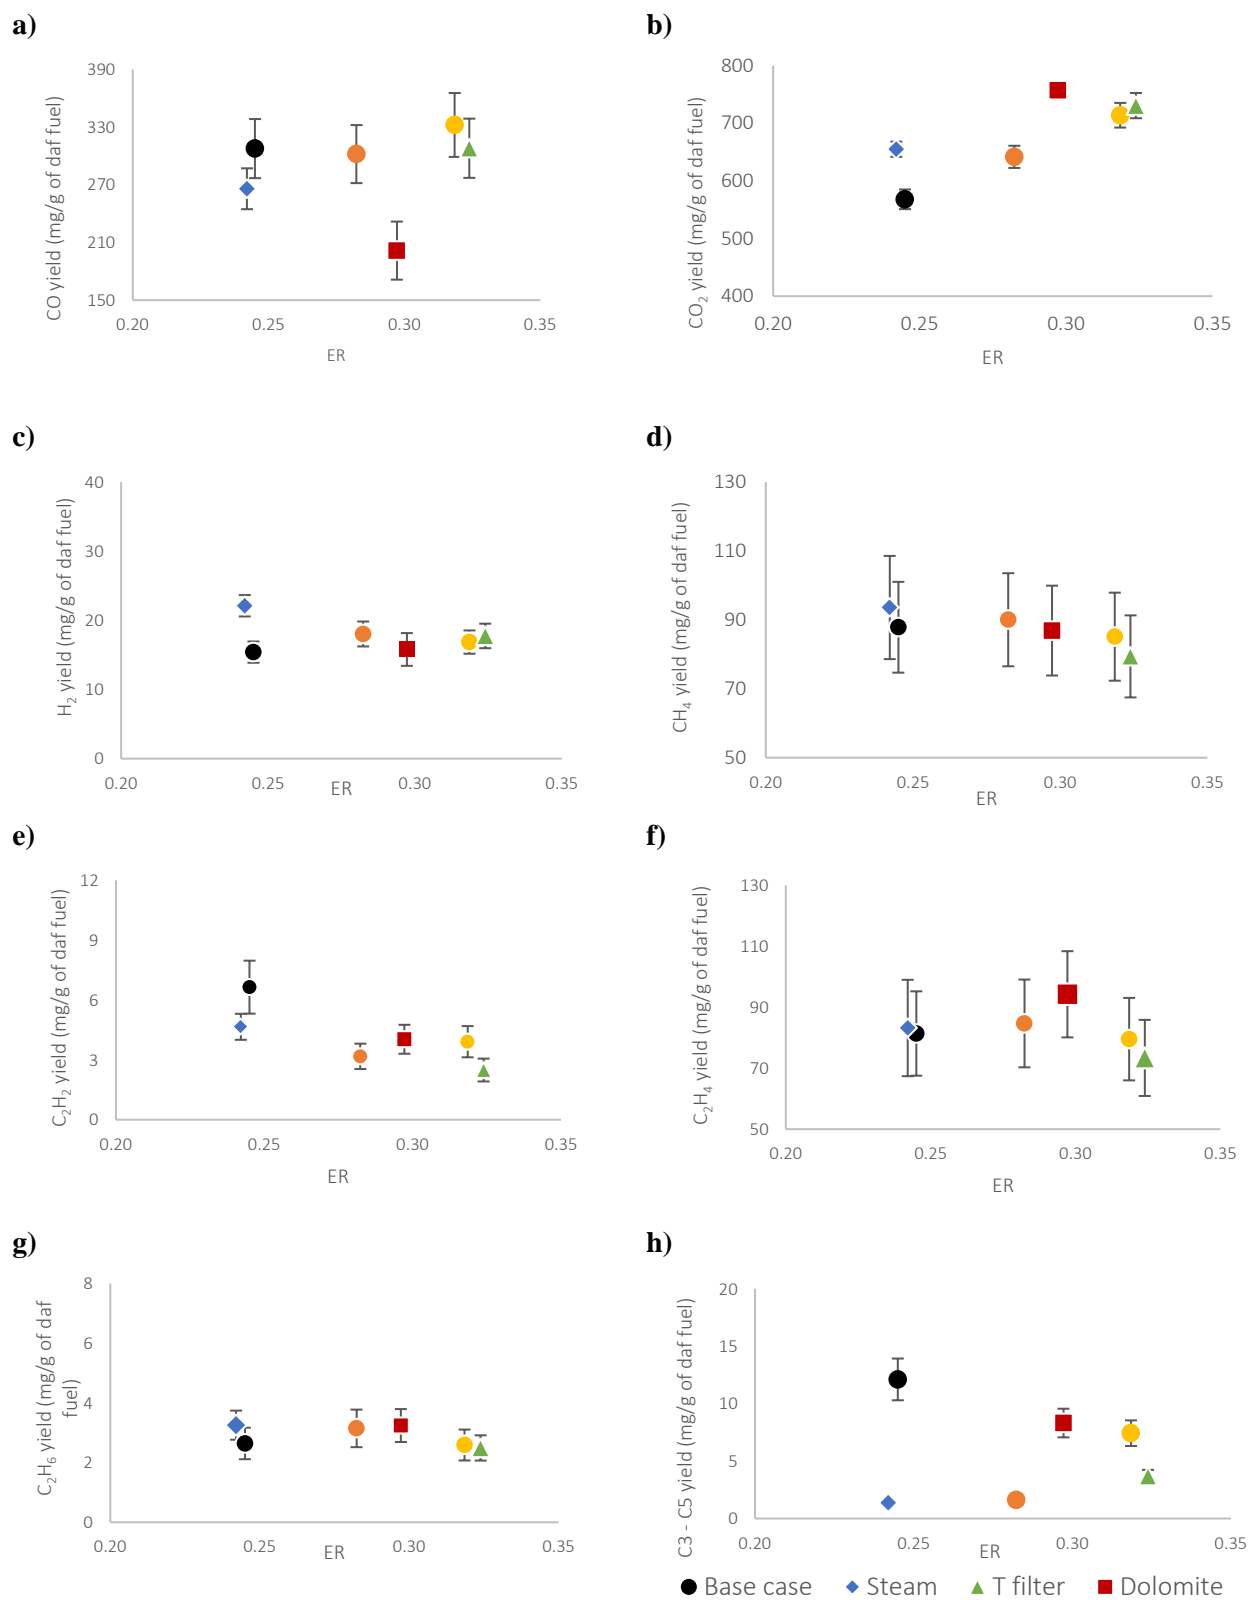 a)
CO yield (mg/g of daf fuel)
390
330
270
210
150
0.20
0.25
0.30
0.35
ER
b)
CO₂ yield (mg/g of daf fuel)
800
700
600
500
400
0.20
0.25
0.30
0.35
ER
c)
H₂ yield (mg/g of daf fuel)
40
30
20
10
0
0.20
0.25
0.30
0.35
ER
d)
CH₄ yield (mg/g of daf fuel)
130
110
90
70
50
0.20
0.25
0.30
0.35
ER
e)
C₂H₂ yield (mg/g of daf fuel)
12
9
6
3
0
0.20
0.25
0.30
0.35
ER
f)
C₂H₄ yield (mg/g of daf fuel)
130
110
90
70
50
0.20
0.25
0.30
0.35
ER
g)
C₂H₆ yield (mg/g of daf
fuel)
8
6
4
2
0
0.20
0.25
0.30
0.35
ER
h)
C3 - C5 yield (mg/g of daf fuel)
20
15
10
5
0
0.20
0.25
0.30
0.35
ER
Base case
Steam
T filter
Dolomite